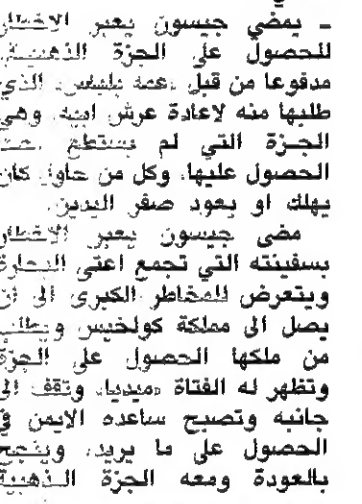 ـ يمضي جيسون يعبر الاخطار
للحصول على الجزة الذهبية،
مدفوعا من قبل «عمه بلياس» الذي
طلبها منه لاعادة عرش ابيه. وهي
الجزة التي لم يستطع احد
الحصول عليها. وكل من حاول كان
يهلك او يعود صفر اليدين.
مضى جيسون يعبر الاخطار
بسفينته التي تجمع اعتى البحارة
ويتعرض للمخاطر الكبرى الى ان
يصل الى مملكة كولخيس ويطلب
من ملكها الحصول على الجزة
وتظهر له الفتاة «ميديا» وتقف الى
جانبه وتصبح ساعده الايمن في
الحصول على ما يريد. وينجح
بالعودة ومعه الجزة الذهبية